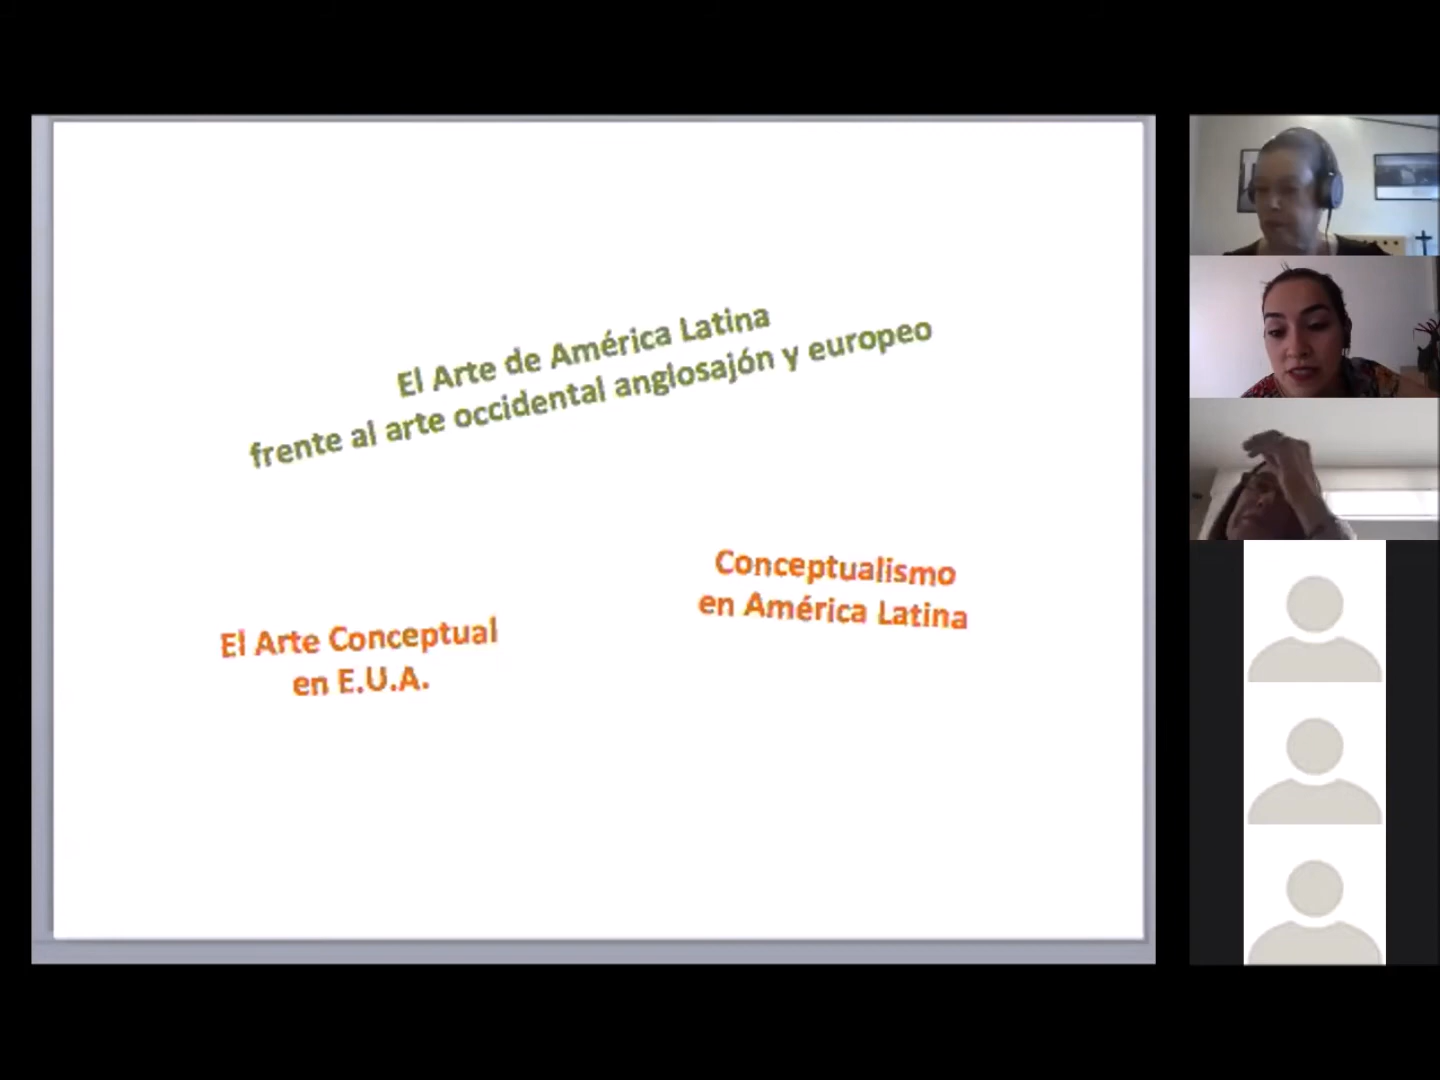 El Arte de América Latina
frente al arte occidental anglosajón y europeo
Conceptualismo
en América Latina
El Arte Conceptual
en E.U.A.